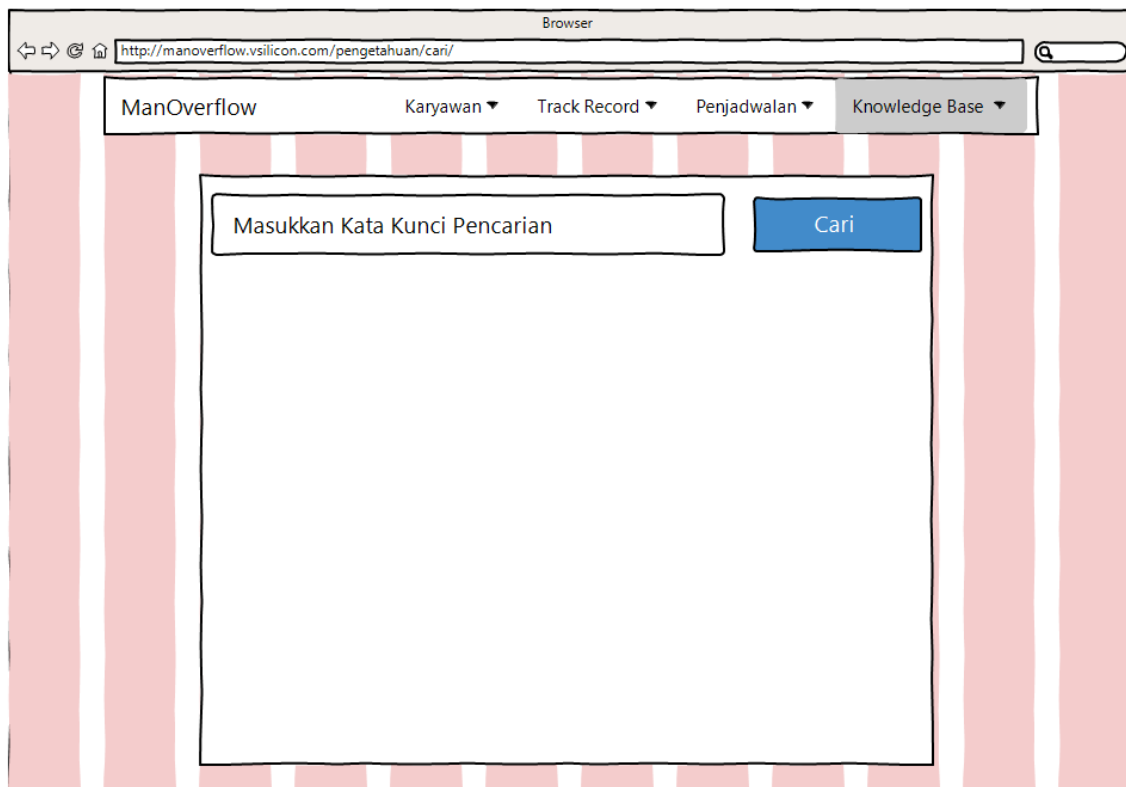 Browser
http://manoverflow.vsilicon.com/pengetahuan/cari/
ManOverflow Karyawan Track Record Penjadwalan Knowledge Base
Masukkan Kata Kunci Pencarian Cari